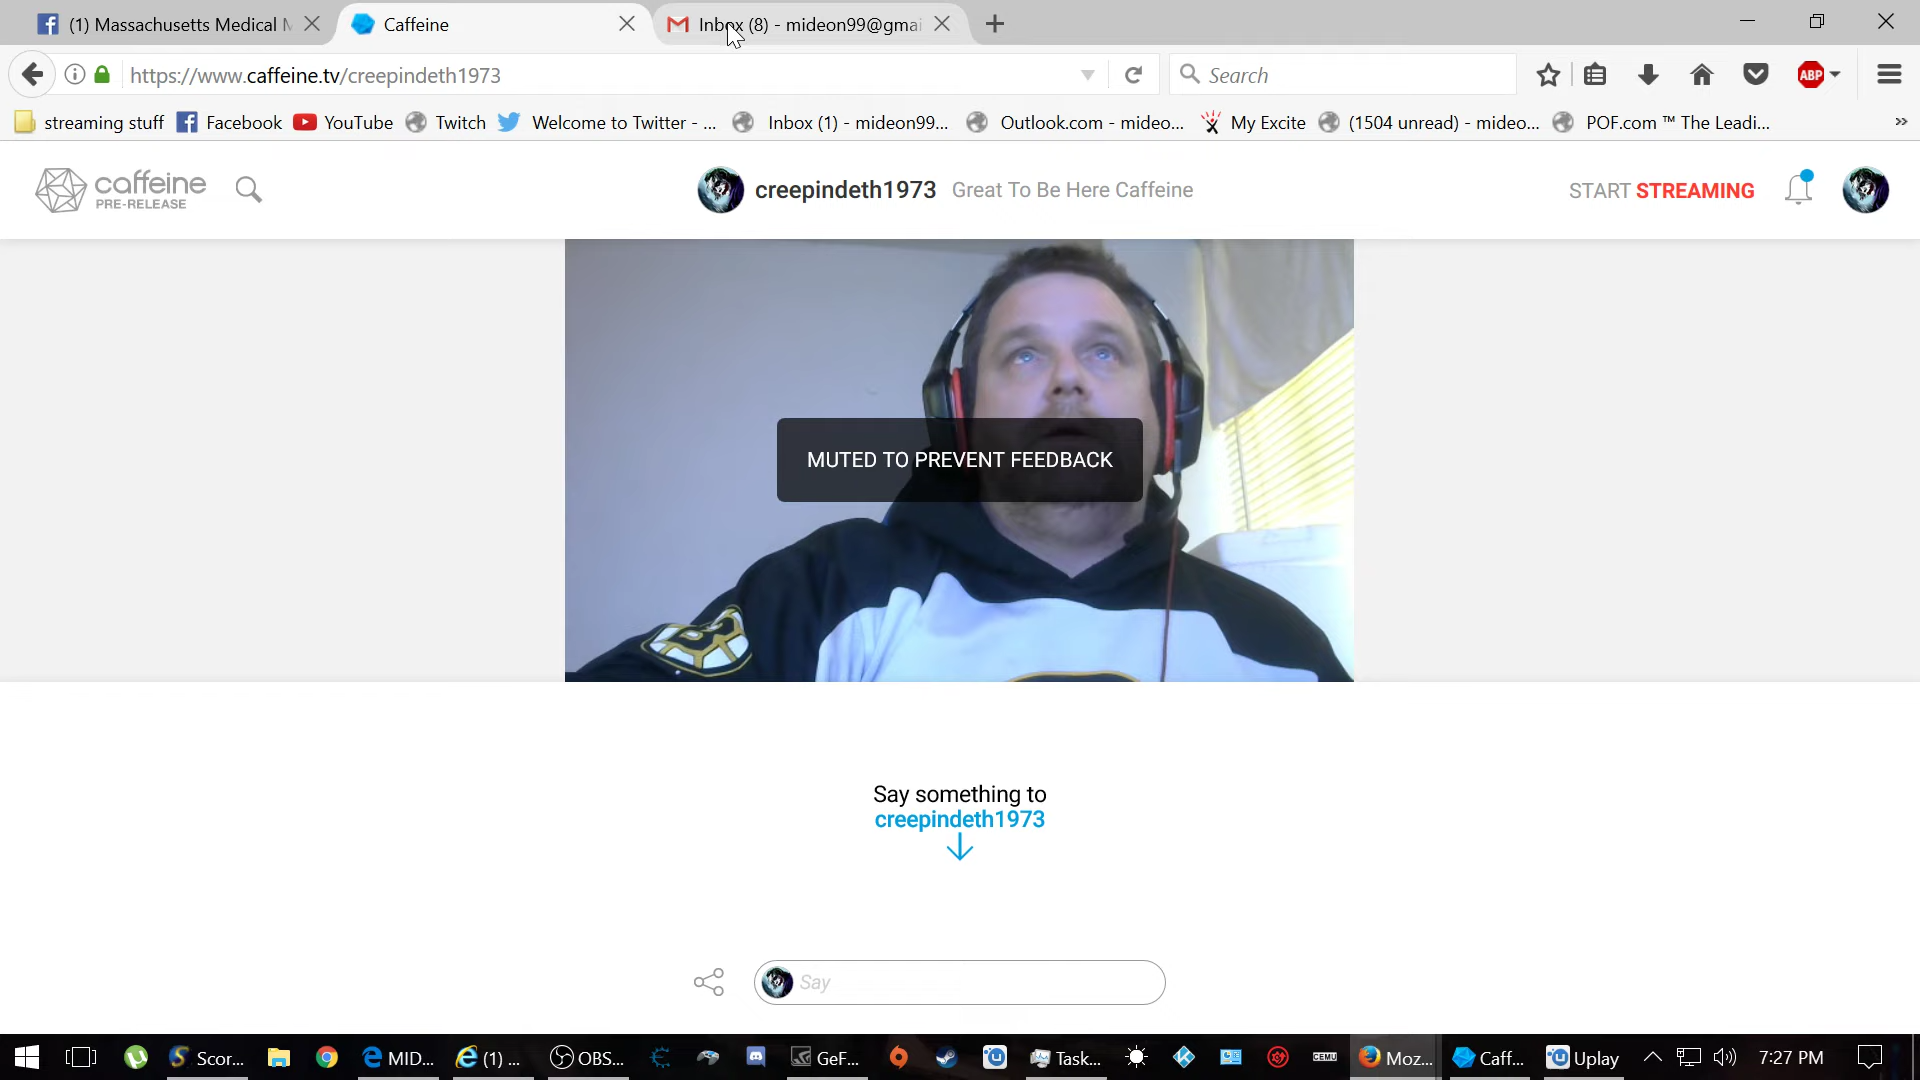 (1) Massachusetts Medical M
Caffeine
Inbox (8) - mideon99@gmai
https://www.caffeine.tv/creepindeth1973
Search
ABP
streaming stuff
Facebook
YouTube
Twitch
Welcome to Twitter - ...
Inbox (1) - mideon99...
Outlook.com - mideo...
My Excite
(1504 unread) - mideo...
POF.com ™ The Leadi...
»
caffeine
PRE-RELEASE
creepindeth1973
Great To Be Here Caffeine
START STREAMING
MUTED TO PREVENT FEEDBACK
Say something to
creepindeth1973
Say
Scor...
MID...
(1) ...
OBS...
GeF...
Task...
CEMU
Moz...
Caff...
Uplay
7:27 PM